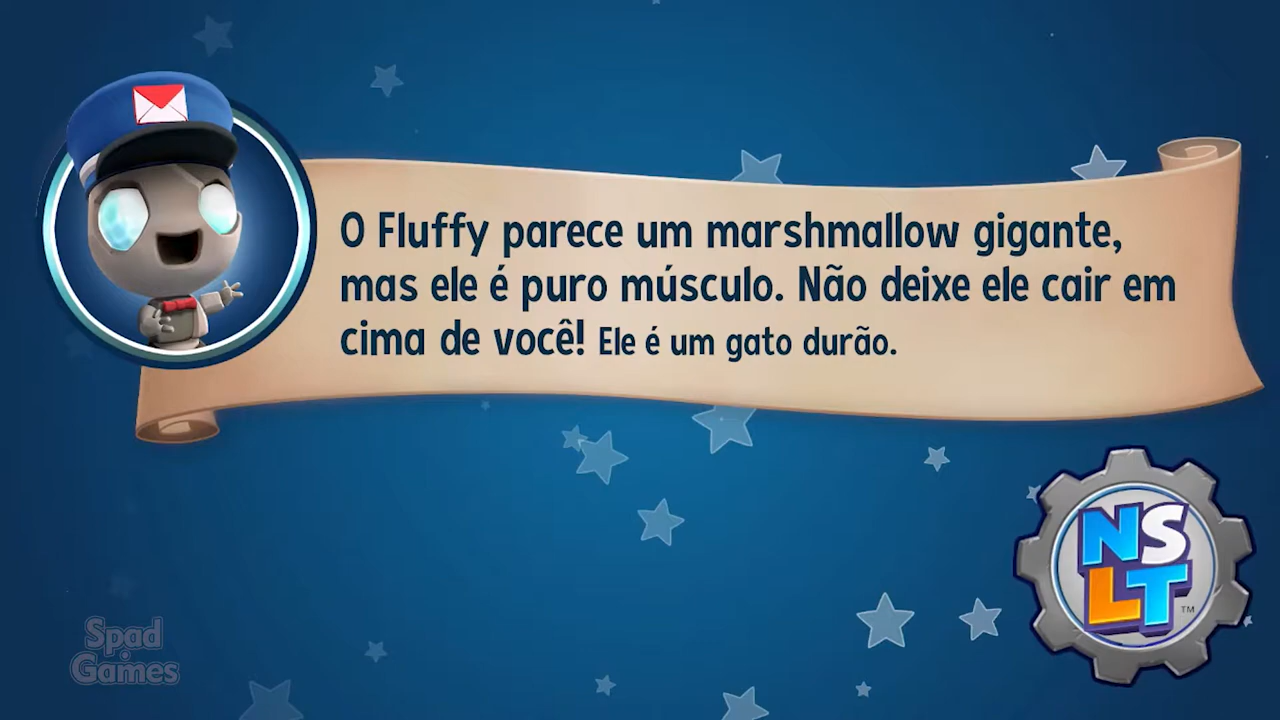 O Fluffy parece um marshmallow gigante,
mas ele é puro músculo. Não deixe ele cair em
cima de você! Ele é um gato durão.
NS
LT
TM
Spad
Games